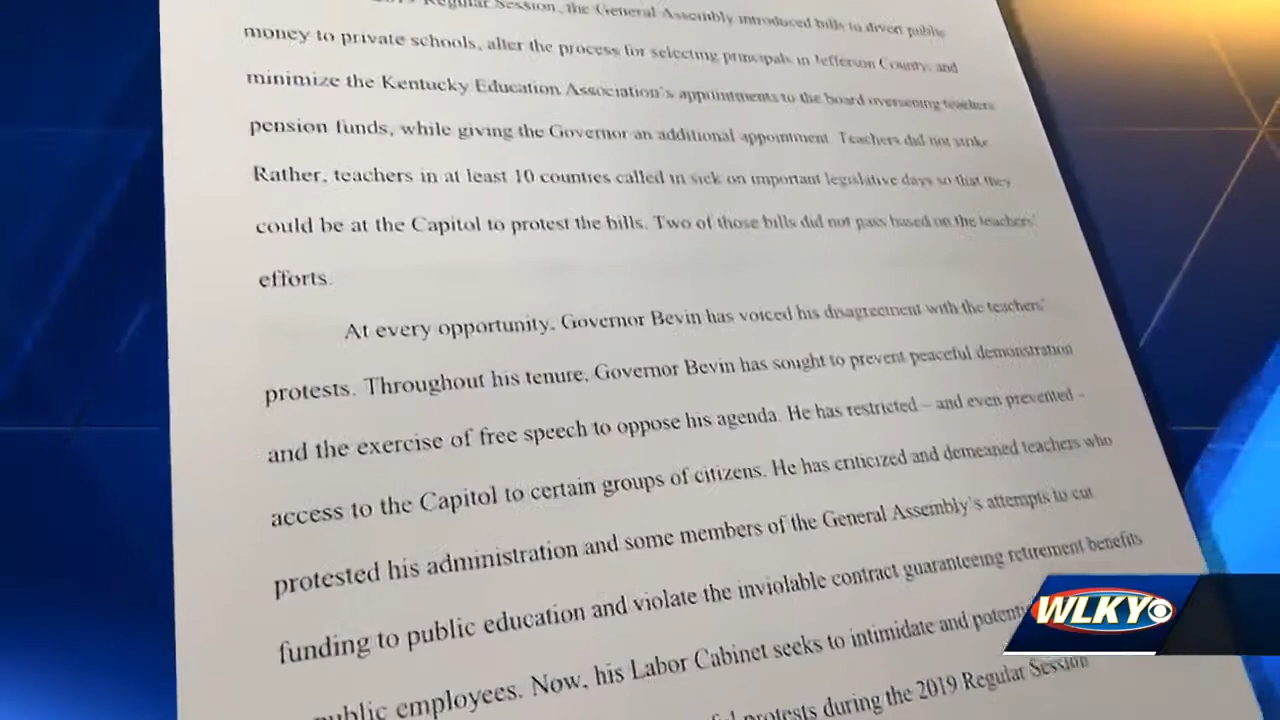 2019 Regular Session, the General Assembly introduced bills to divert public
money to private schools, alter the process for selecting principals in Jefferson County, and
minimize the Kentucky Education Association's appointments to the board overseeing teachers
pension funds, while giving the Governor an additional appointment. Teachers did not strike.
Rather, teachers in at least 10 counties called in sick on important legislative days so that they
could be at the Capitol to protest the bills. Two of those bills did not pass based on the teachers'
efforts.
At every opportunity, Governor Bevin has voiced his disagreement with the teachers'
protests. Throughout his tenure, Governor Bevin has sought to prevent peaceful demonstration
and the exercise of free speech to oppose his agenda. He has restricted – and even prevented –
access to the Capitol to certain groups of citizens. He has criticized and demeaned teachers who
protested his administration and some members of the General Assembly's attempts to cut
funding to public education and violate the inviolable contract guaranteeing retirement benefits
public employees. Now, his Labor Cabinet seeks to intimidate and
protests during the 2019 Regular Session
WLKY